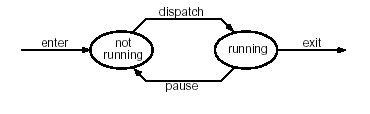 dispatch
enter
not
running
running
exit
pause